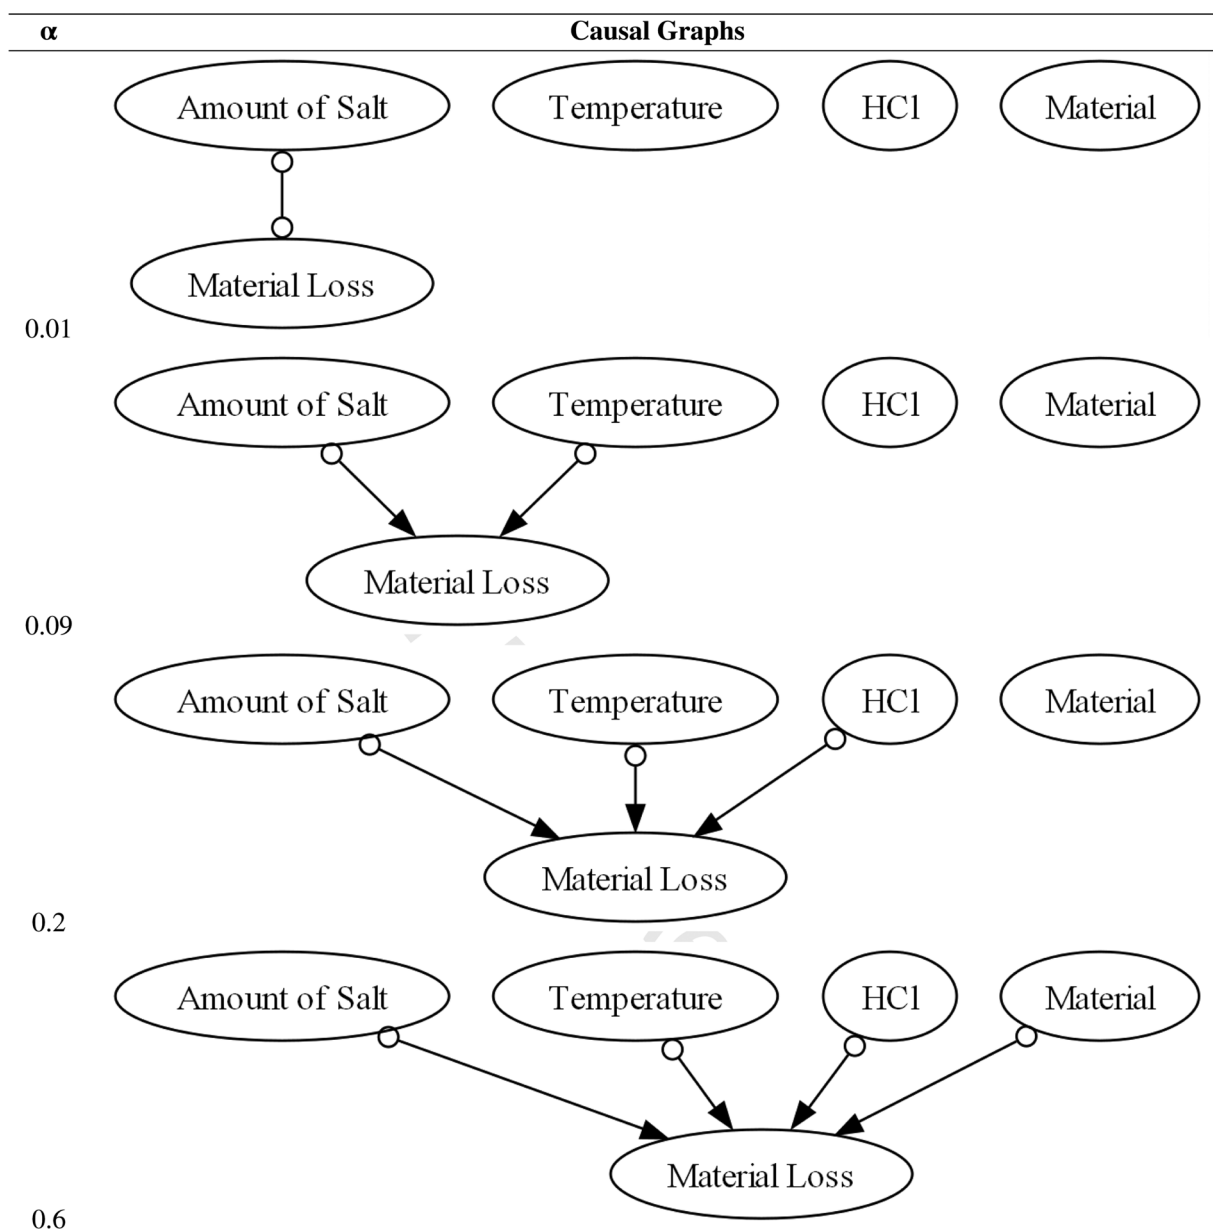 α Causal Graphs
Amount of Salt Temperature HCl Material
Material Loss
0.01
Amount of Salt Temperature HCl Material
Material Loss
0.09
Amount of Salt Temperature HCl Material
Material Loss
0.2
Amount of Salt Temperature HCl Material
Material Loss
0.6